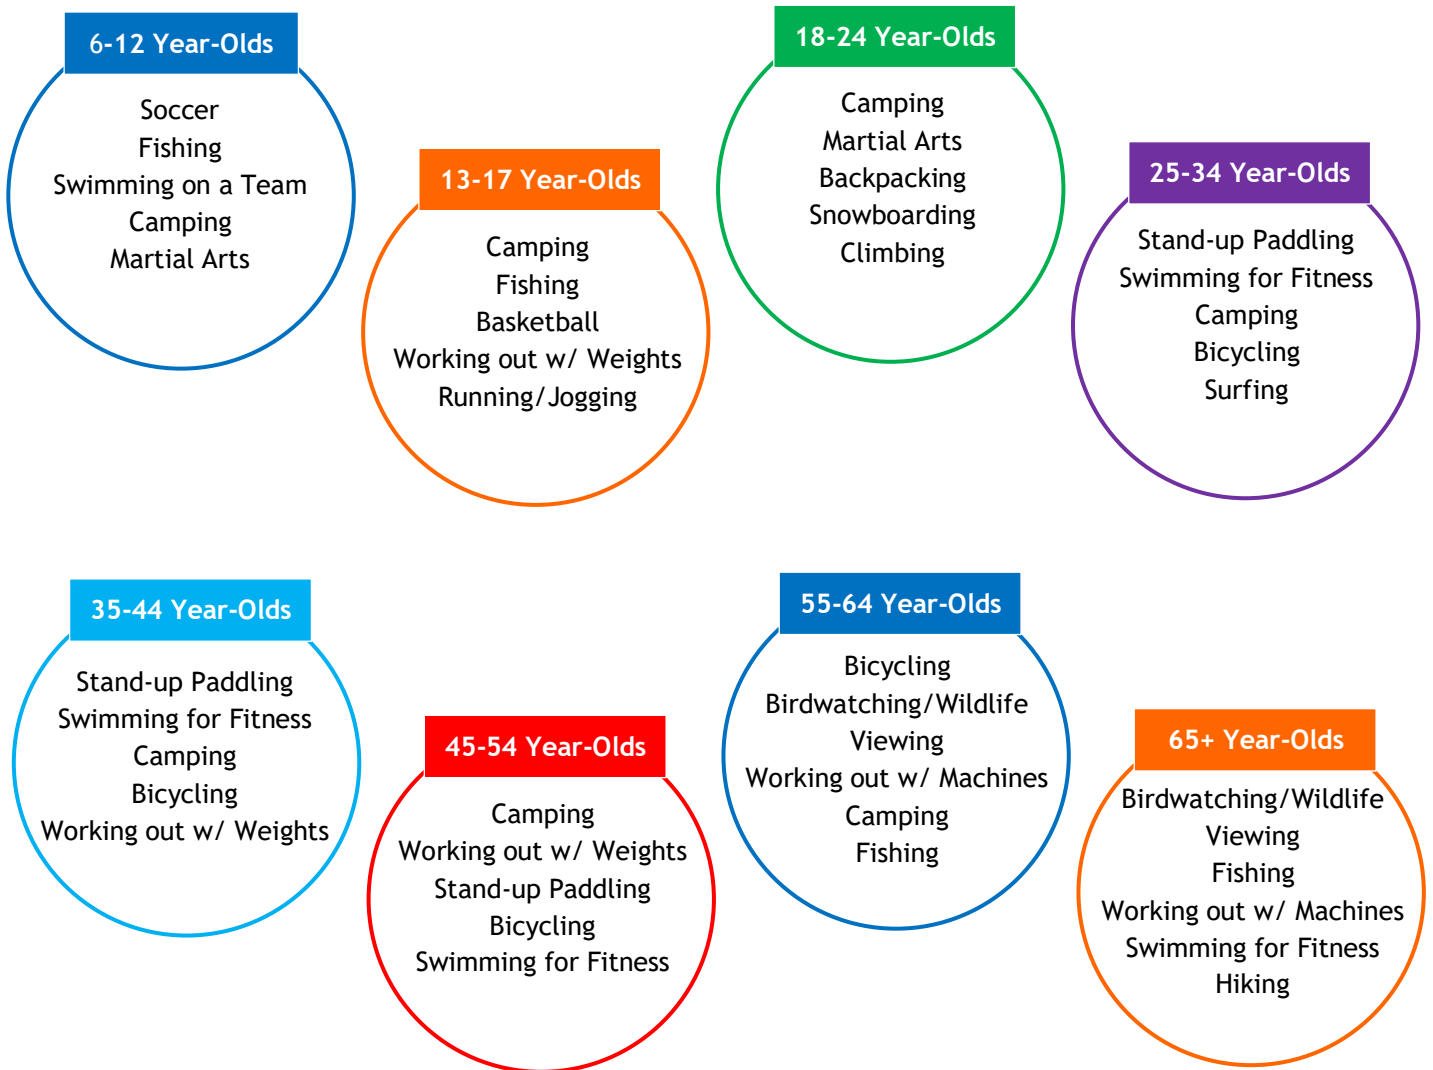 6-12 Year-Olds
Soccer
Fishing
Swimming on a Team
Camping
Martial Arts
13-17 Year-Olds
Camping
Fishing
Basketball
Working out w/ Weights
Running/Jogging
18-24 Year-Olds
Camping
Martial Arts
Backpacking
Snowboarding
Climbing
25-34 Year-Olds
Stand-up Paddling
Swimming for Fitness
Camping
Bicycling
Surfing
35-44 Year-Olds
Stand-up Paddling
Swimming for Fitness
Camping
Bicycling
Working out w/ Weights
45-54 Year-Olds
Camping
Working out w/ Weights
Stand-up Paddling
Bicycling
Swimming for Fitness
55-64 Year-Olds
Bicycling
Birdwatching/Wildlife
Viewing
Working out w/ Machines
Camping
Fishing
65+ Year-Olds
Birdwatching/Wildlife
Viewing
Fishing
Working out w/ Machines
Swimming for Fitness
Hiking